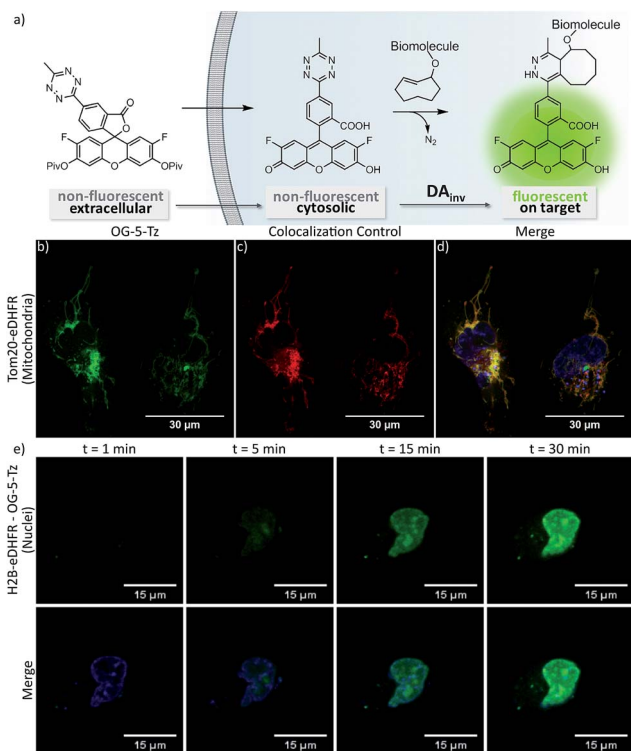 a)
Biomolecule
O
Me
N N
N N
O
O
F F
OPiv O OPiv
N N
N N
COOH
F F
O O OH
Biomolecule
O
N₂
N
HN
COOH
F F
O O OH
non-fluorescent
extracellular
non-fluorescent
cytosolic
DAinv
fluorescent
on target
OG-5-Tz
Colocalization Control
Merge
b)
c)
d)
Tom20-eDHFR
(Mitochondria)
30 µm
30 µm
30 µm
e)
t = 1 min
t = 5 min
t = 15 min
t = 30 min
H2B-eDHFR - OG-5-Tz
(Nuclei)
15 µm
15 µm
15 µm
15 µm
Merge
15 µm
15 µm
15 µm
15 µm